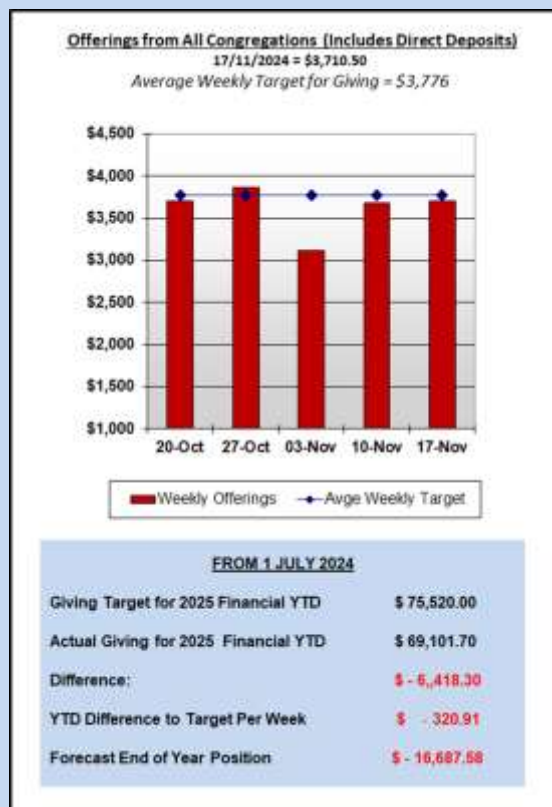 Offerings from All Congregations (Includes Direct Deposits)
17/11/2024 = $3,710.50
Average Weekly Target for Giving = $3,776
$4,500
$4,000
$3,500
$3,000
$2,500
$2,000
$1,500
$1,000
20-Oct 27-Oct 03-Nov 10-Nov 17-Nov
Weekly Offerings Avge Weekly Target
FROM 1 JULY 2024
Giving Target for 2025 Financial YTD $ 75,520.00
Actual Giving for 2025 Financial YTD $ 69,101.70
Difference: $ - 6,,418.30
YTD Difference to Target Per Week $ - 320.91
Forecast End of Year Position $ - 16,687.58